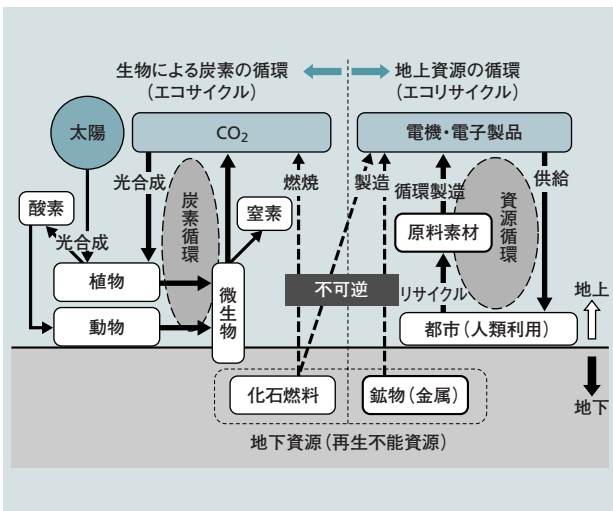 生物による炭素の循環
(エコサイクル)
地上資源の循環
(エコリサイクル)
太陽
CO₂
電機・電子製品
光合成
燃焼
製造
循環製造
供給
酸素
炭素循環
窒素
資源循環
光合成
原料素材
植物
微生物
不可逆
リサイクル
動物
都市(人類利用)
地上
化石燃料
鉱物(金属)
地下
地下資源(再生不能資源)